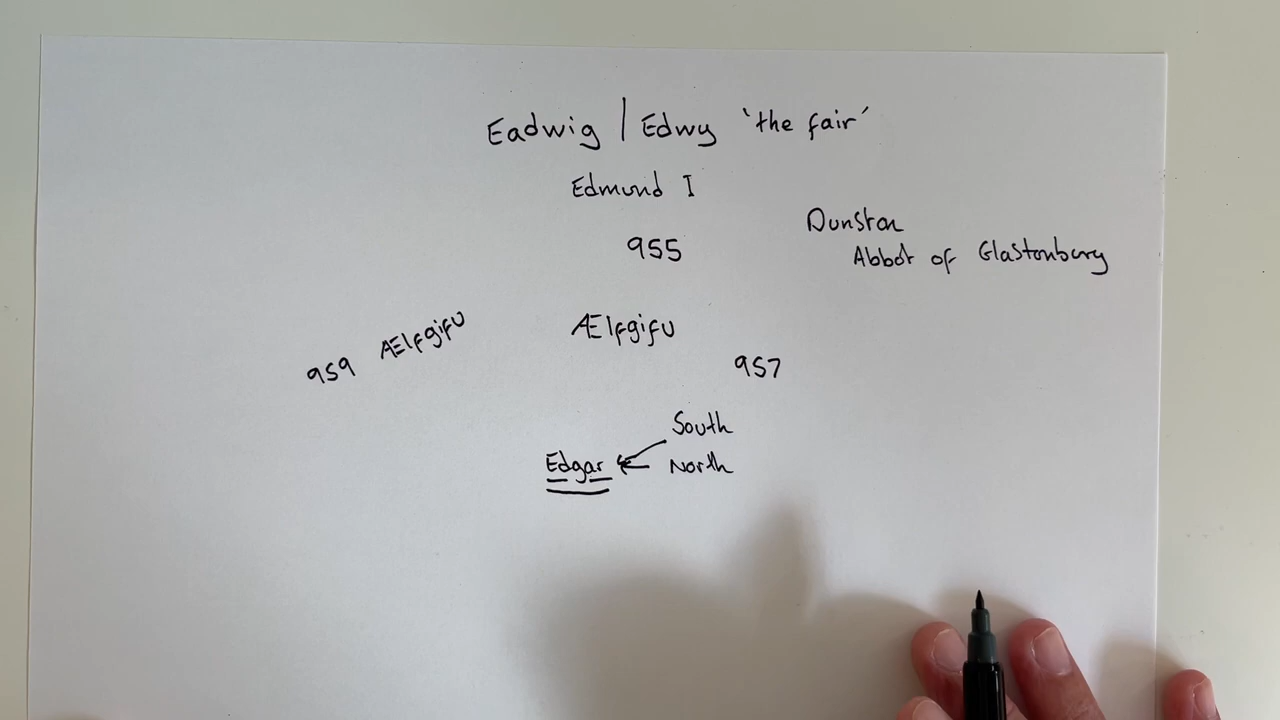 Eadwig / Edwy 'the fair'
Edmund I
Dunstan
955
Abbot of Glastonbury
Ælfgifu
Ælfgifu
959
957
South
Edgar
North